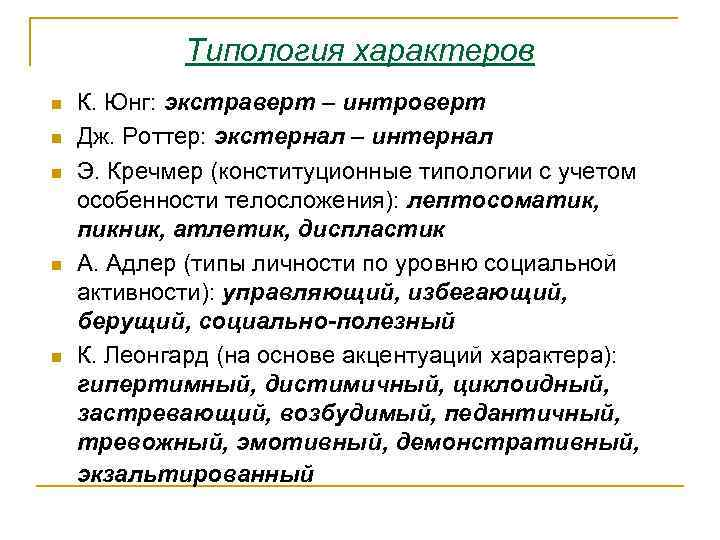 Типология характеров
К. Юнг: экстраверт – интроверт
Дж. Роттер: экстернал – интернал
Э. Кречмер (конституционные типологии с учетом
особенности телосложения): лептосоматик,
пикник, атлетик, диспластик
А. Адлер (типы личности по уровню социальной
активности): управляющий, избегающий,
берущий, социально-полезный
К. Леонгард (на основе акцентуаций характера):
гипертимный, дистимичный, циклоидный,
застревающий, возбудимый, педантичный,
тревожный, эмотивный, демонстративный,
экзальтированный